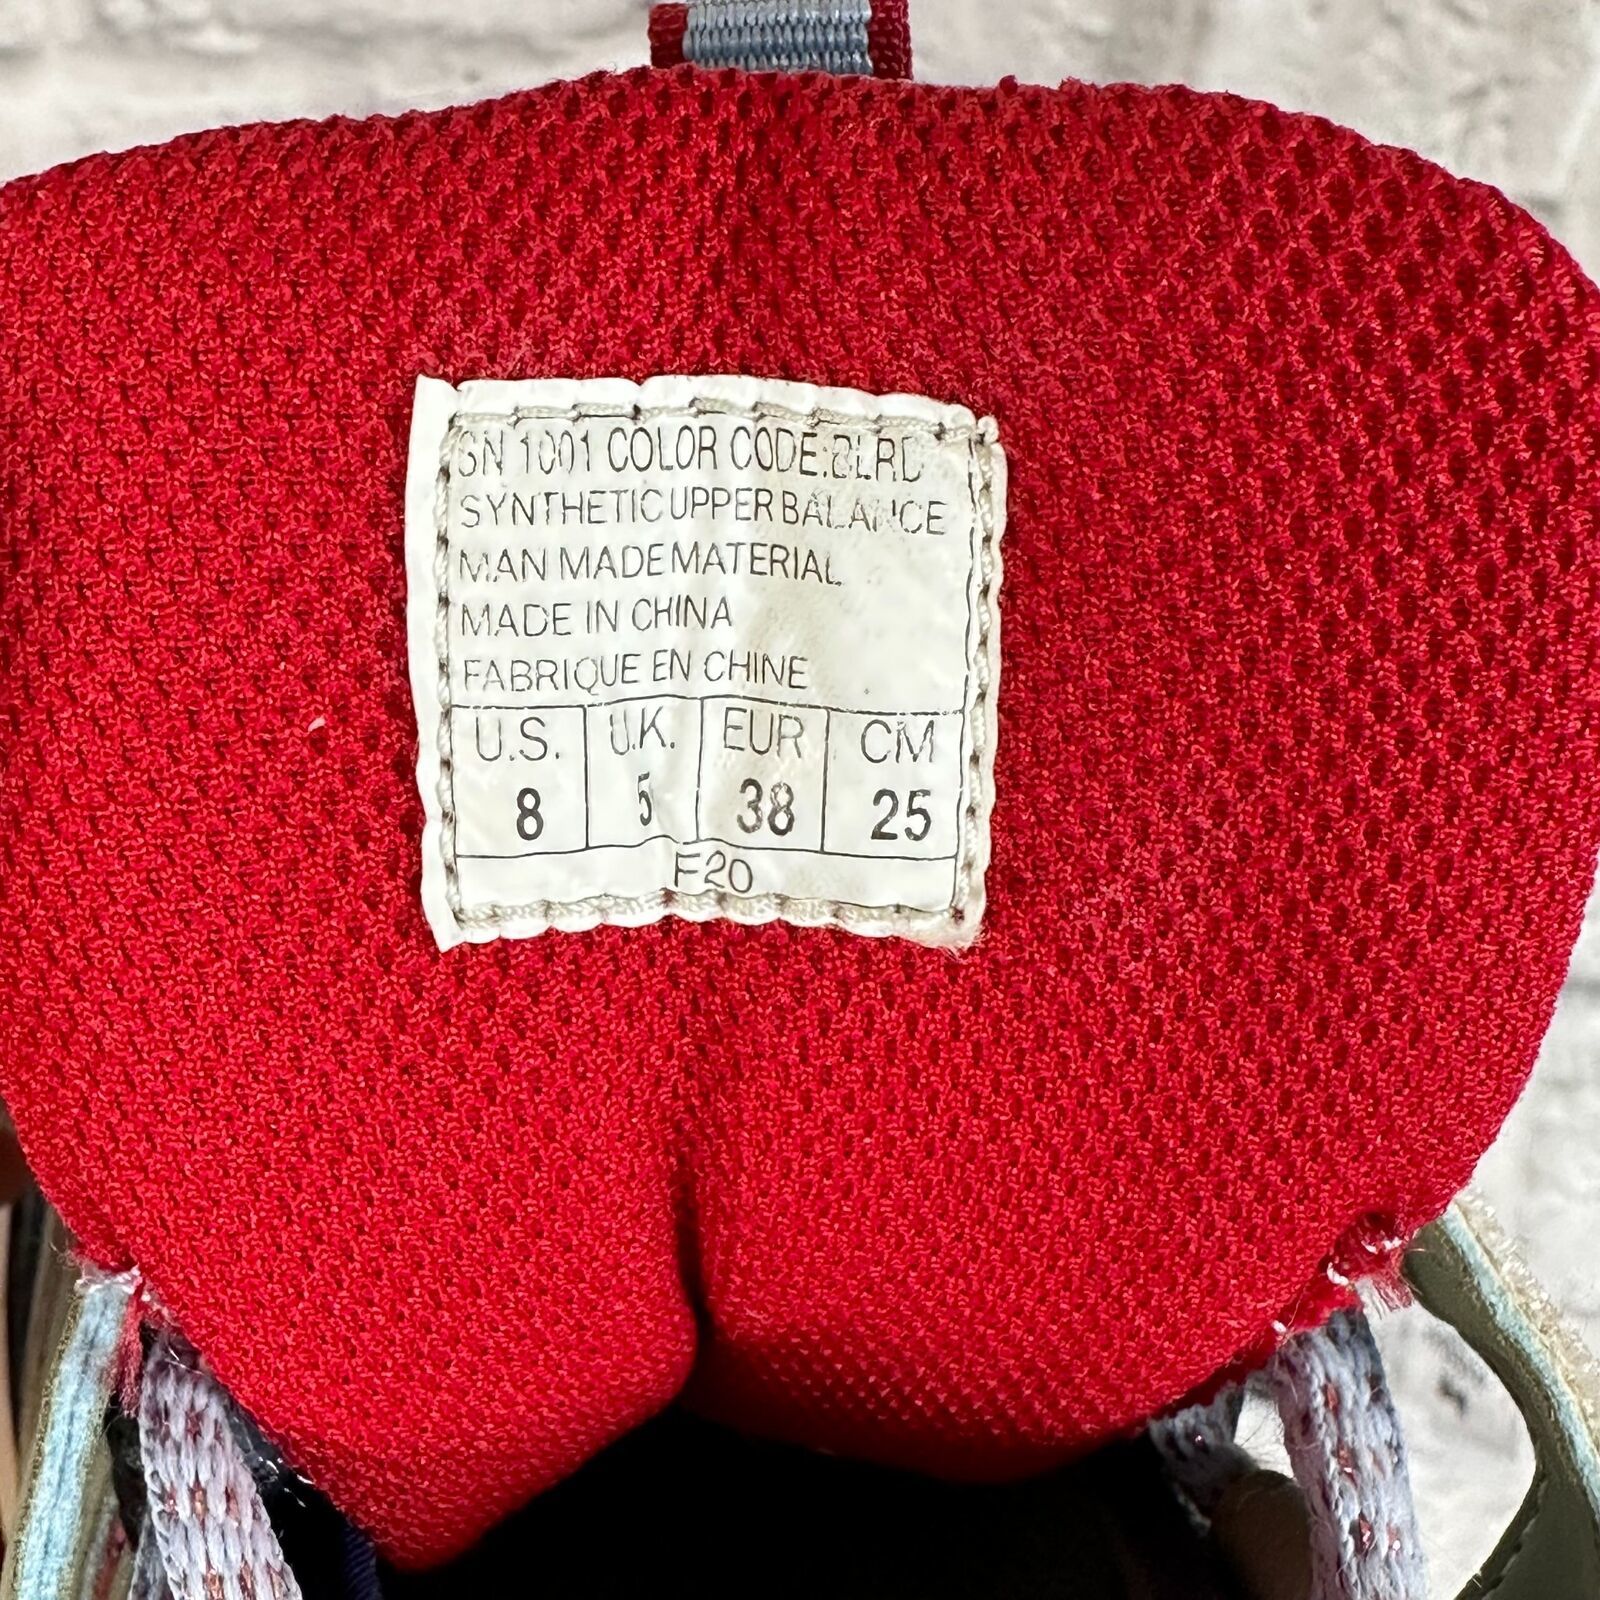 SN 1001 COLOR CODE:BLRD
SYNTHETIC UPPER BALANCE
MAN MADE MATERIAL
MADE IN CHINA
FABRIQUE EN CHINE
U.S. U.K. EUR CM
8 5 38 25
F20